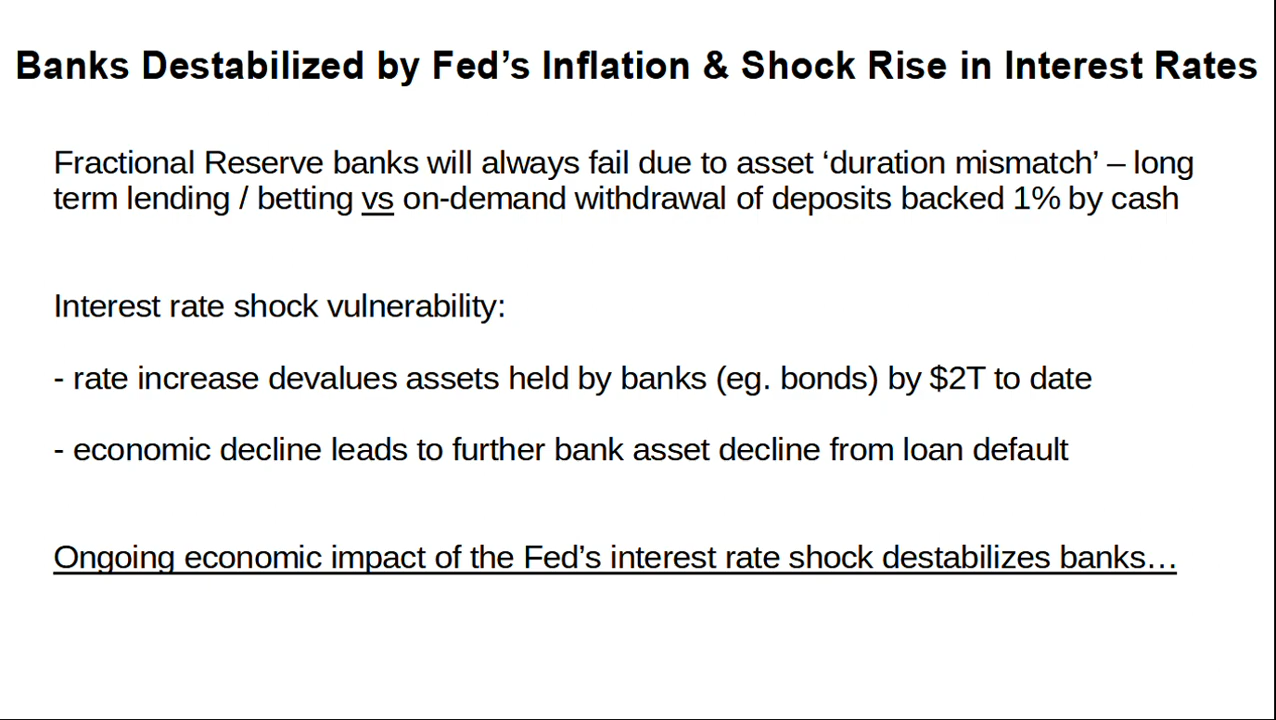 Banks Destabilized by Fed’s Inflation & Shock Rise in Interest Rates
Fractional Reserve banks will always fail due to asset ‘duration mismatch’ – long
term lending / betting vs on-demand withdrawal of deposits backed 1% by cash
Interest rate shock vulnerability:
- rate increase devalues assets held by banks (eg. bonds) by $2T to date
- economic decline leads to further bank asset decline from loan default
Ongoing economic impact of the Fed’s interest rate shock destabilizes banks…